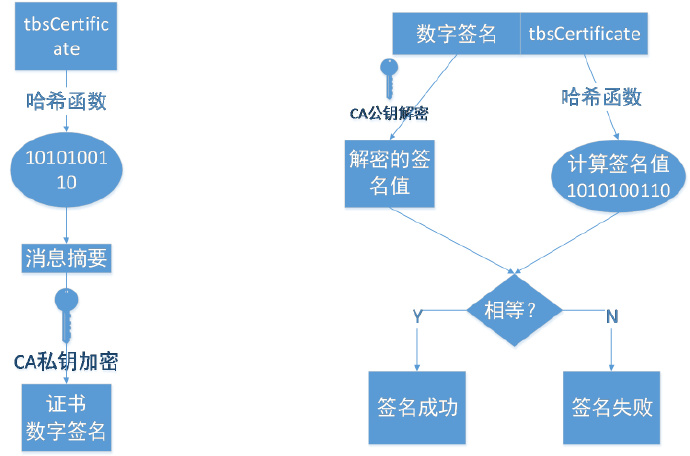 tbsCertific
ate
哈希函数
10101001
10
消息摘要
CA私钥加密
证书
数字签名
数字签名
tbsCertificate
CA公钥解密
哈希函数
解密的签
名值
计算签名值
1010100110
相等？
Y
N
签名成功
签名失败